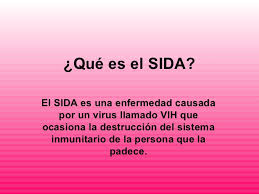 ¿Qué es el SIDA?
El SIDA es una enfermedad causada
por un virus llamado VIH que
ocasiona la destrucción del sistema
inmunitario de la persona que la
padece.